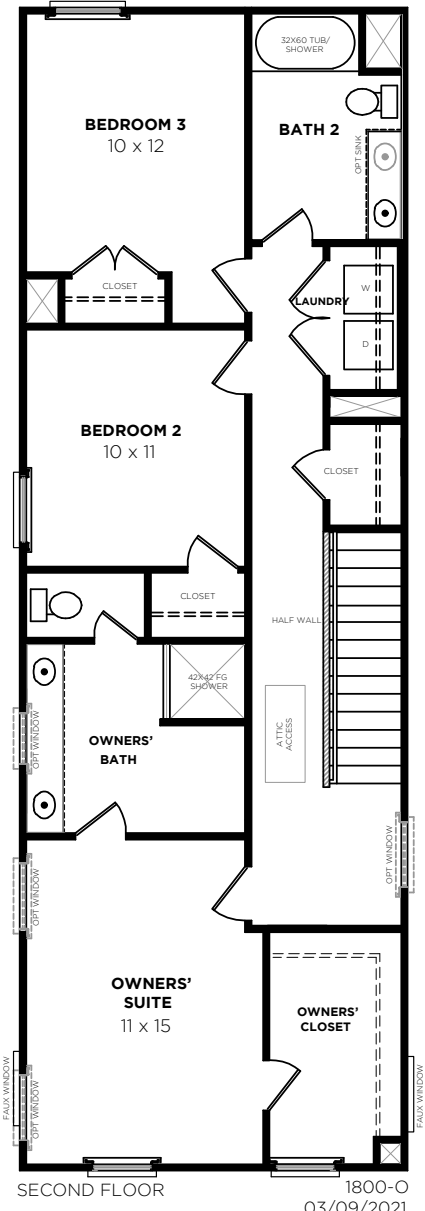 32X60 TUB/
SHOWER
BEDROOM 3
10 x 12
BATH 2
OPT SINK
CLOSET
LAUNDRY
W
D
BEDROOM 2
10 x 11
CLOSET
CLOSET
HALF WALL
42X42 FG
SHOWER
ATTIC
ACCESS
OPT WINDOW
OWNERS'
BATH
OPT WINDOW
OPT WINDOW
OWNERS'
SUITE
11 x 15
OWNERS'
CLOSET
FAUX WINDOW
OPT WINDOW
FAUX WINDOW
SECOND FLOOR
1800-O
03/09/2021